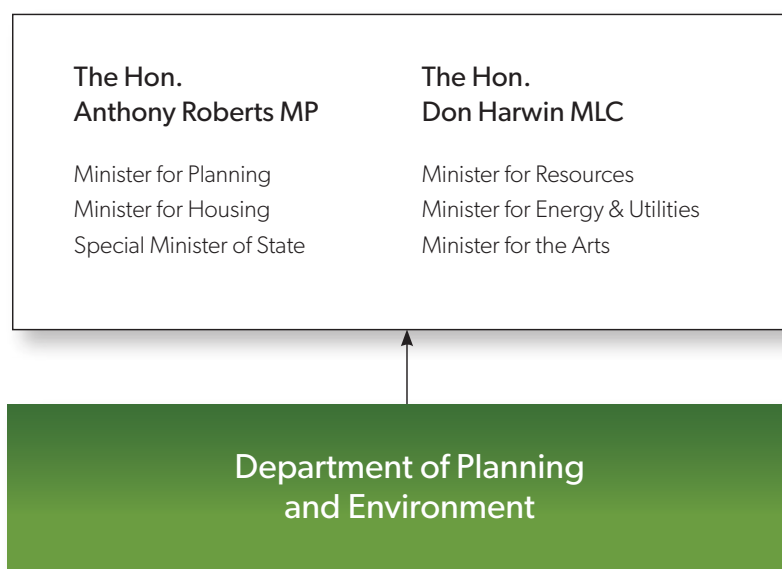 The Hon.
Anthony Roberts MP
Minister for Planning
Minister for Housing
Special Minister of State
The Hon.
Don Harwin MLC
Minister for Resources
Minister for Energy & Utilities
Minister for the Arts
Department of Planning
and Environment